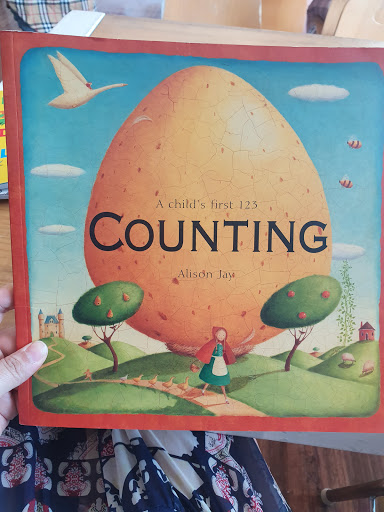 A child's first 123
COUNTING
Alison Jay